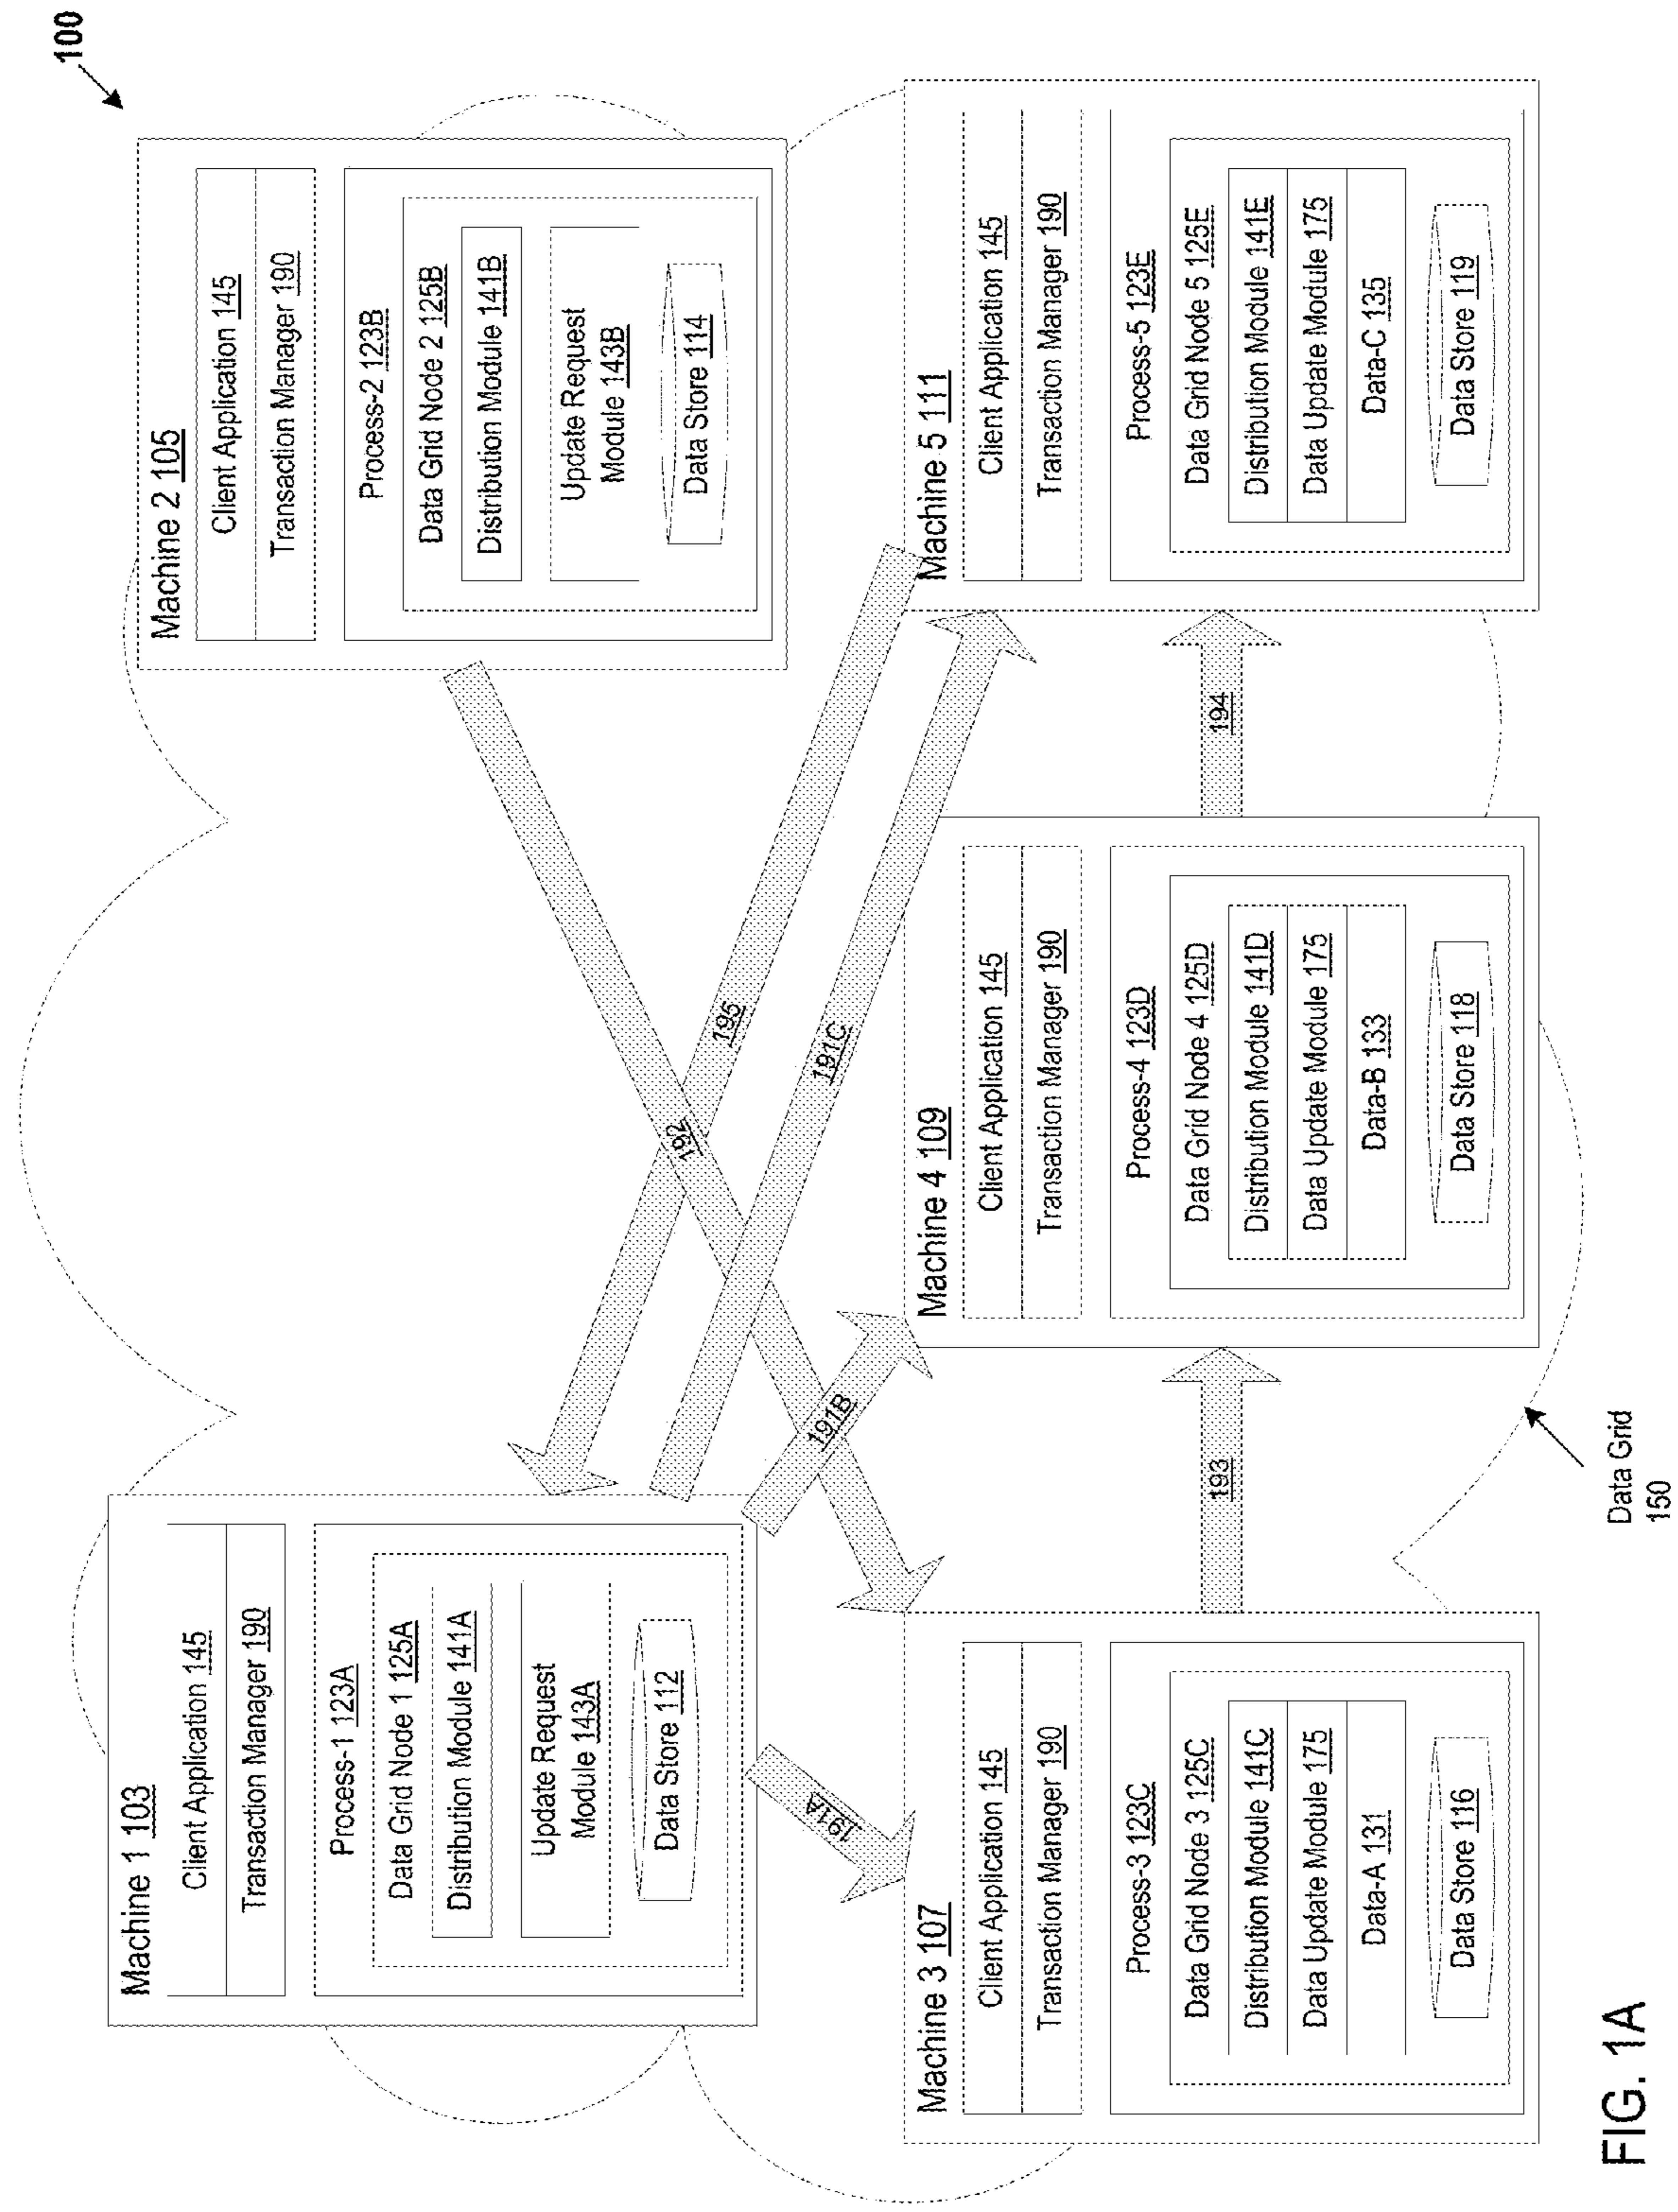 100
Machine 1 103
Client Application 145
Transaction Manager 190
Process-1 123A
Data Grid Node 1 125A
Distribution Module 141A
Update Request
Module 143A
Data Store 112
Machine 2 105
Client Application 145
Transaction Manager 190
Process-2 123B
Data Grid Node 2 125B
Distribution Module 141B
Update Request
Module 143B
Data Store 114
192
195
191C
191B
191A
Machine 3 107
Client Application 145
Transaction Manager 190
Process-3 123C
Data Grid Node 3 125C
Distribution Module 141C
Data Update Module 175
Data-A 131
Data Store 116
193
Machine 4 109
Client Application 145
Transaction Manager 190
Process-4 123D
Data Grid Node 4 125D
Distribution Module 141D
Data Update Module 175
Data-B 133
Data Store 118
194
Machine 5 111
Client Application 145
Transaction Manager 190
Process-5 123E
Data Grid Node 5 125E
Distribution Module 141E
Data Update Module 175
Data-C 135
Data Store 119
Data Grid
150
FIG. 1A